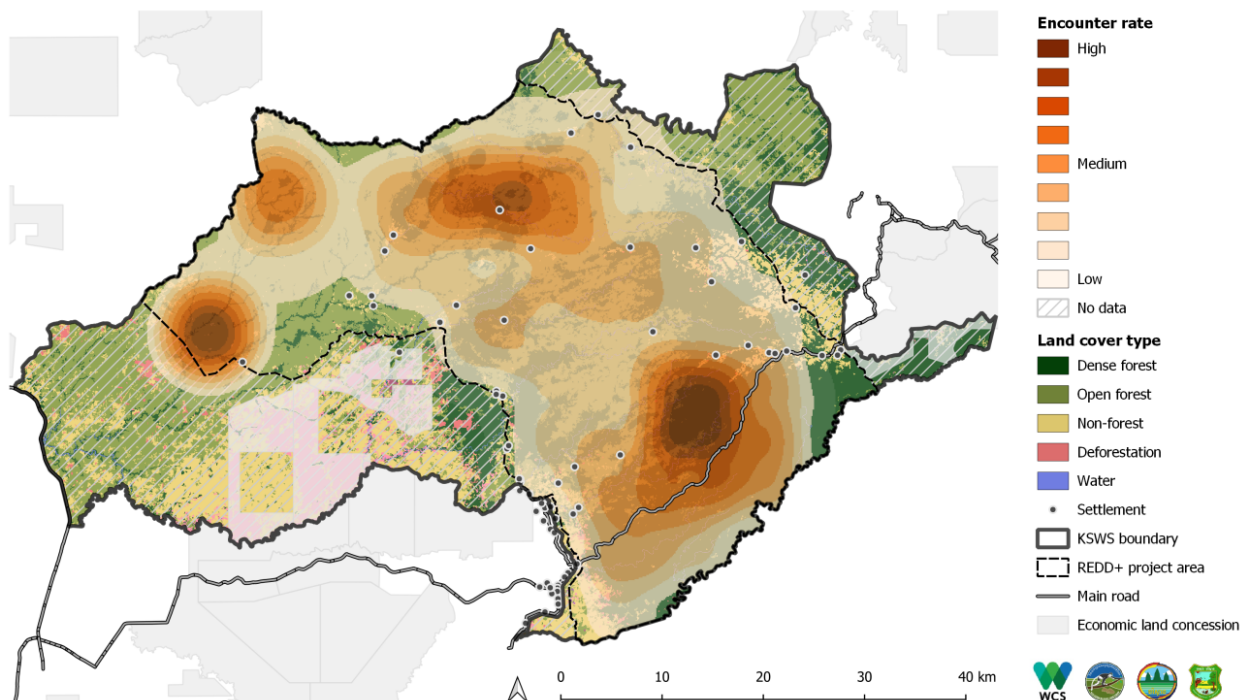 Encounter rate
High
Medium
Low
No data
Land cover type
Dense forest
Open forest
Non-forest
Deforestation
Water
Settlement
KSWS boundary
REDD+ project area
Main road
Economic land concession
0 10 20 30 40 km
WCS